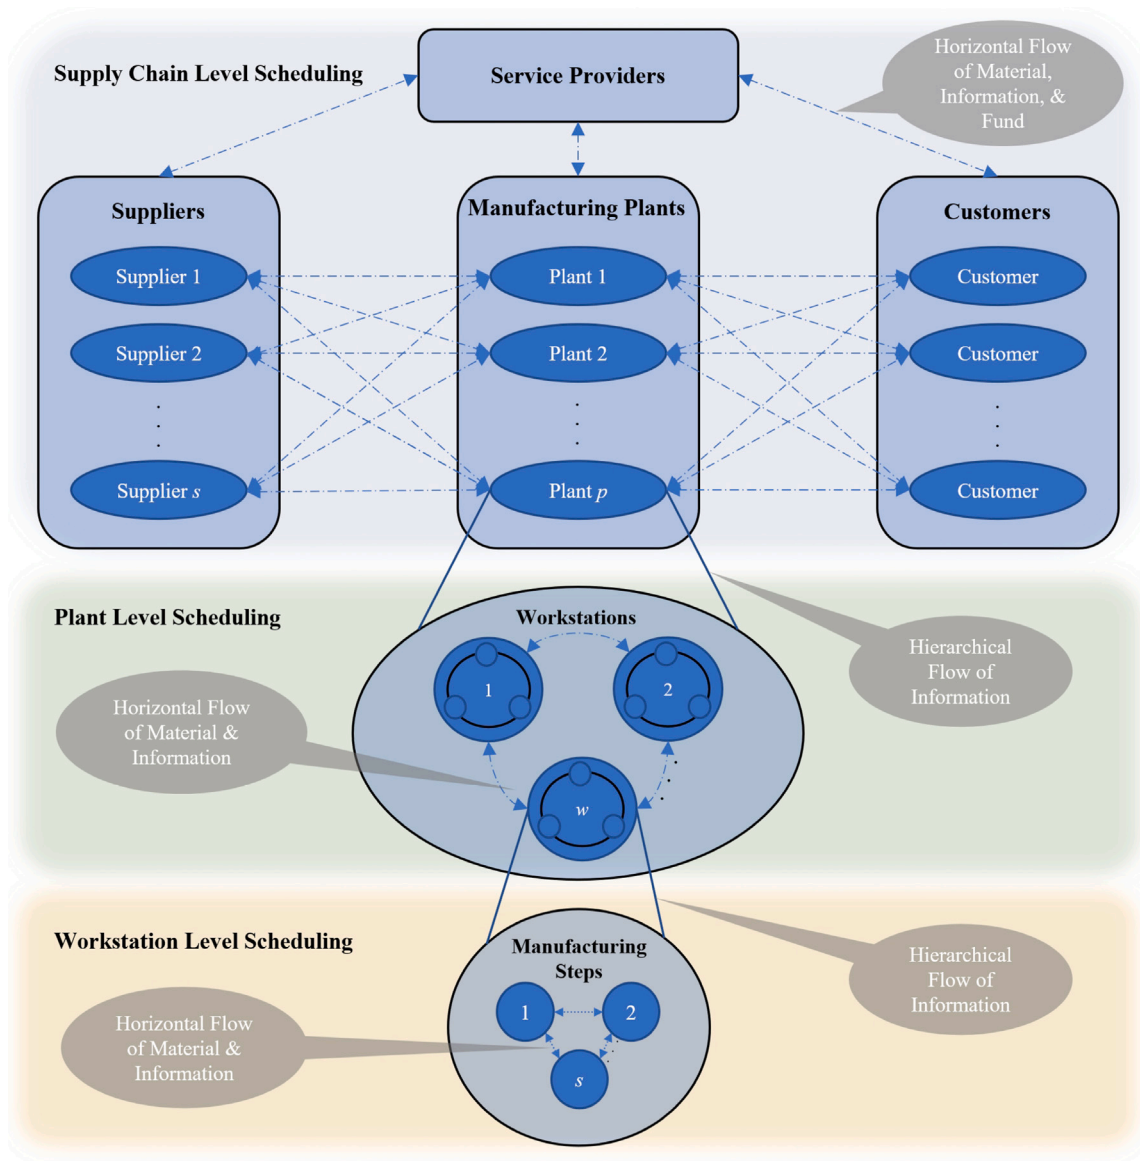 Supply Chain Level Scheduling
Service Providers
Horizontal Flow
of Material,
Information, &
Fund
Suppliers
Supplier 1
Supplier 2
.
.
.
Supplier s
Manufacturing Plants
Plant 1
Plant 2
.
.
.
Plant p
Customers
Customer
Customer
.
.
.
Customer
Plant Level Scheduling
Workstations
1
2
. . .
w
Horizontal Flow
of Material &
Information
Hierarchical
Flow of
Information
Workstation Level Scheduling
Manufacturing
Steps
1
2
. . .
s
Horizontal Flow
of Material &
Information
Hierarchical
Flow of
Information